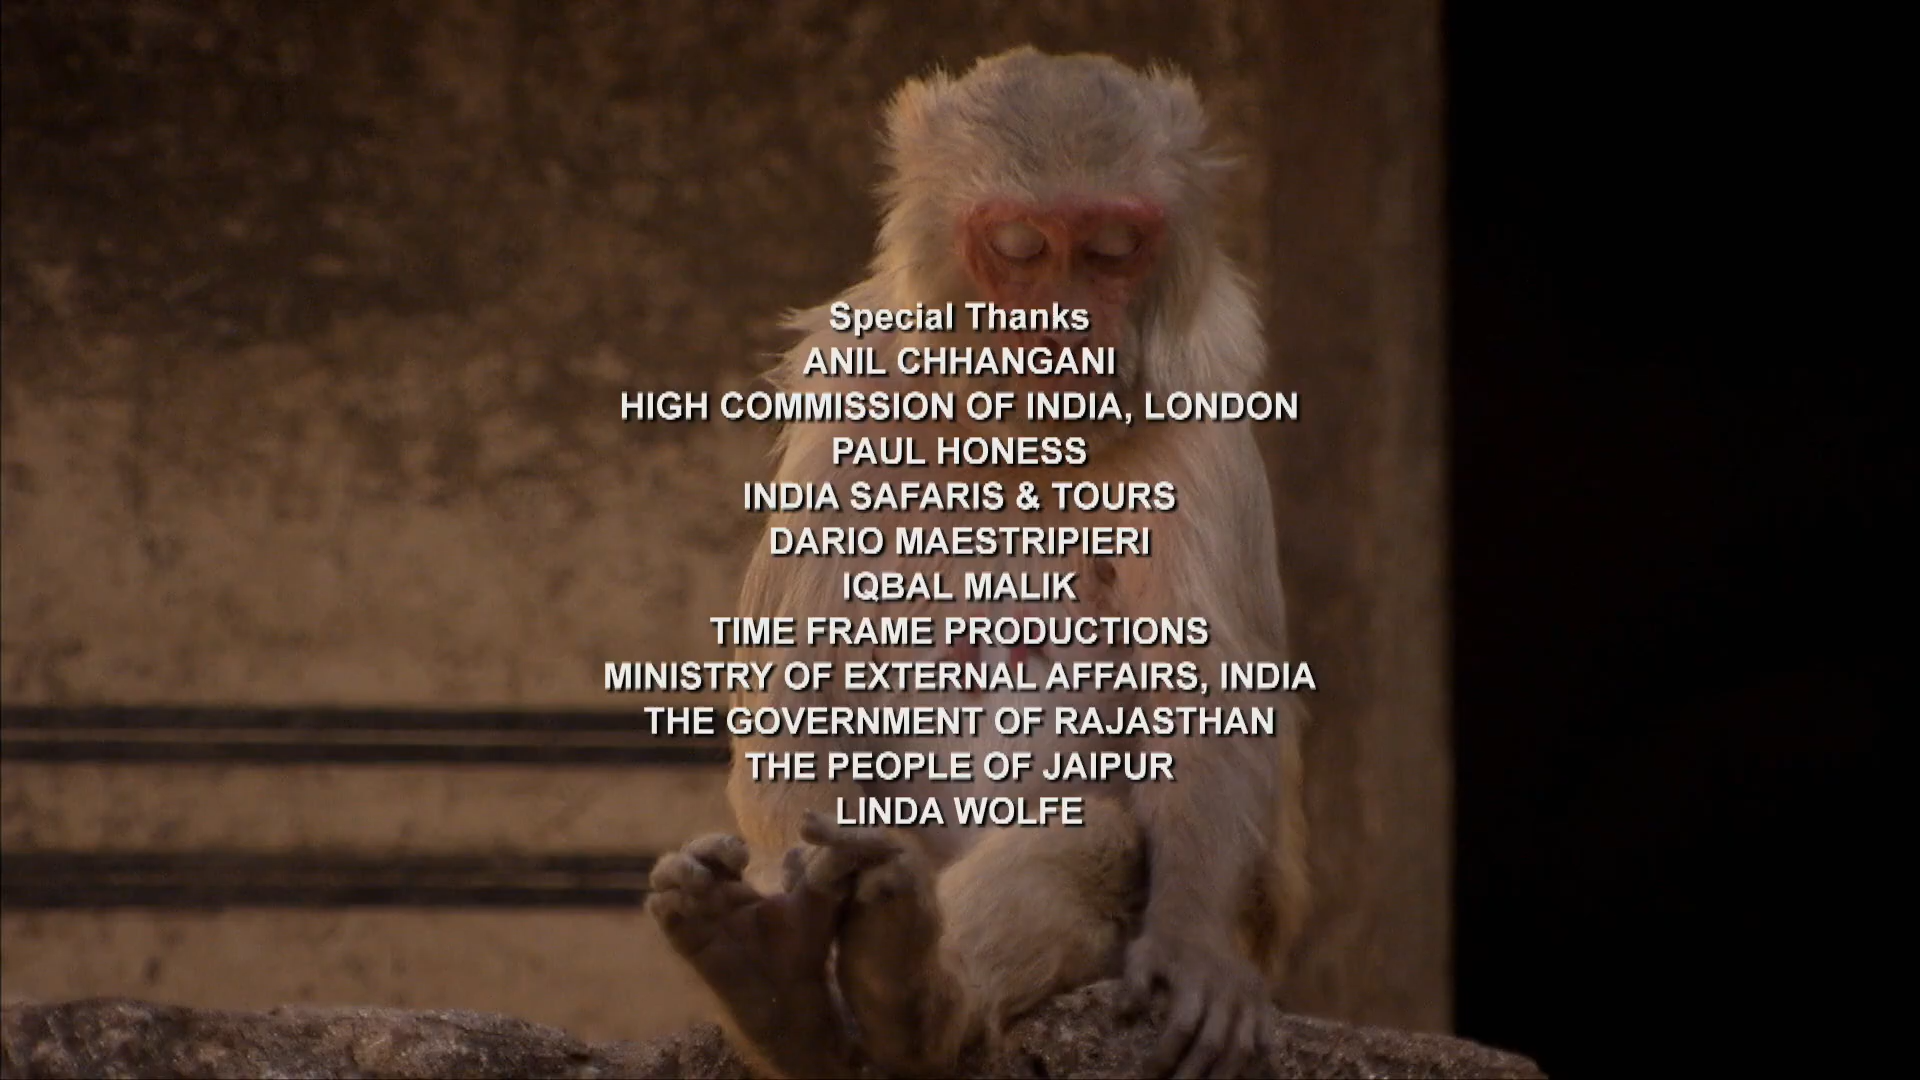 Special Thanks
ANIL CHHANGANI
HIGH COMMISSION OF INDIA, LONDON
PAUL HONESS
INDIA SAFARIS & TOURS
DARIO MAESTRIPIERI
IQBAL MALIK
TIME FRAME PRODUCTIONS
MINISTRY OF EXTERNAL AFFAIRS, INDIA
THE GOVERNMENT OF RAJASTHAN
THE PEOPLE OF JAIPUR
LINDA WOLFE